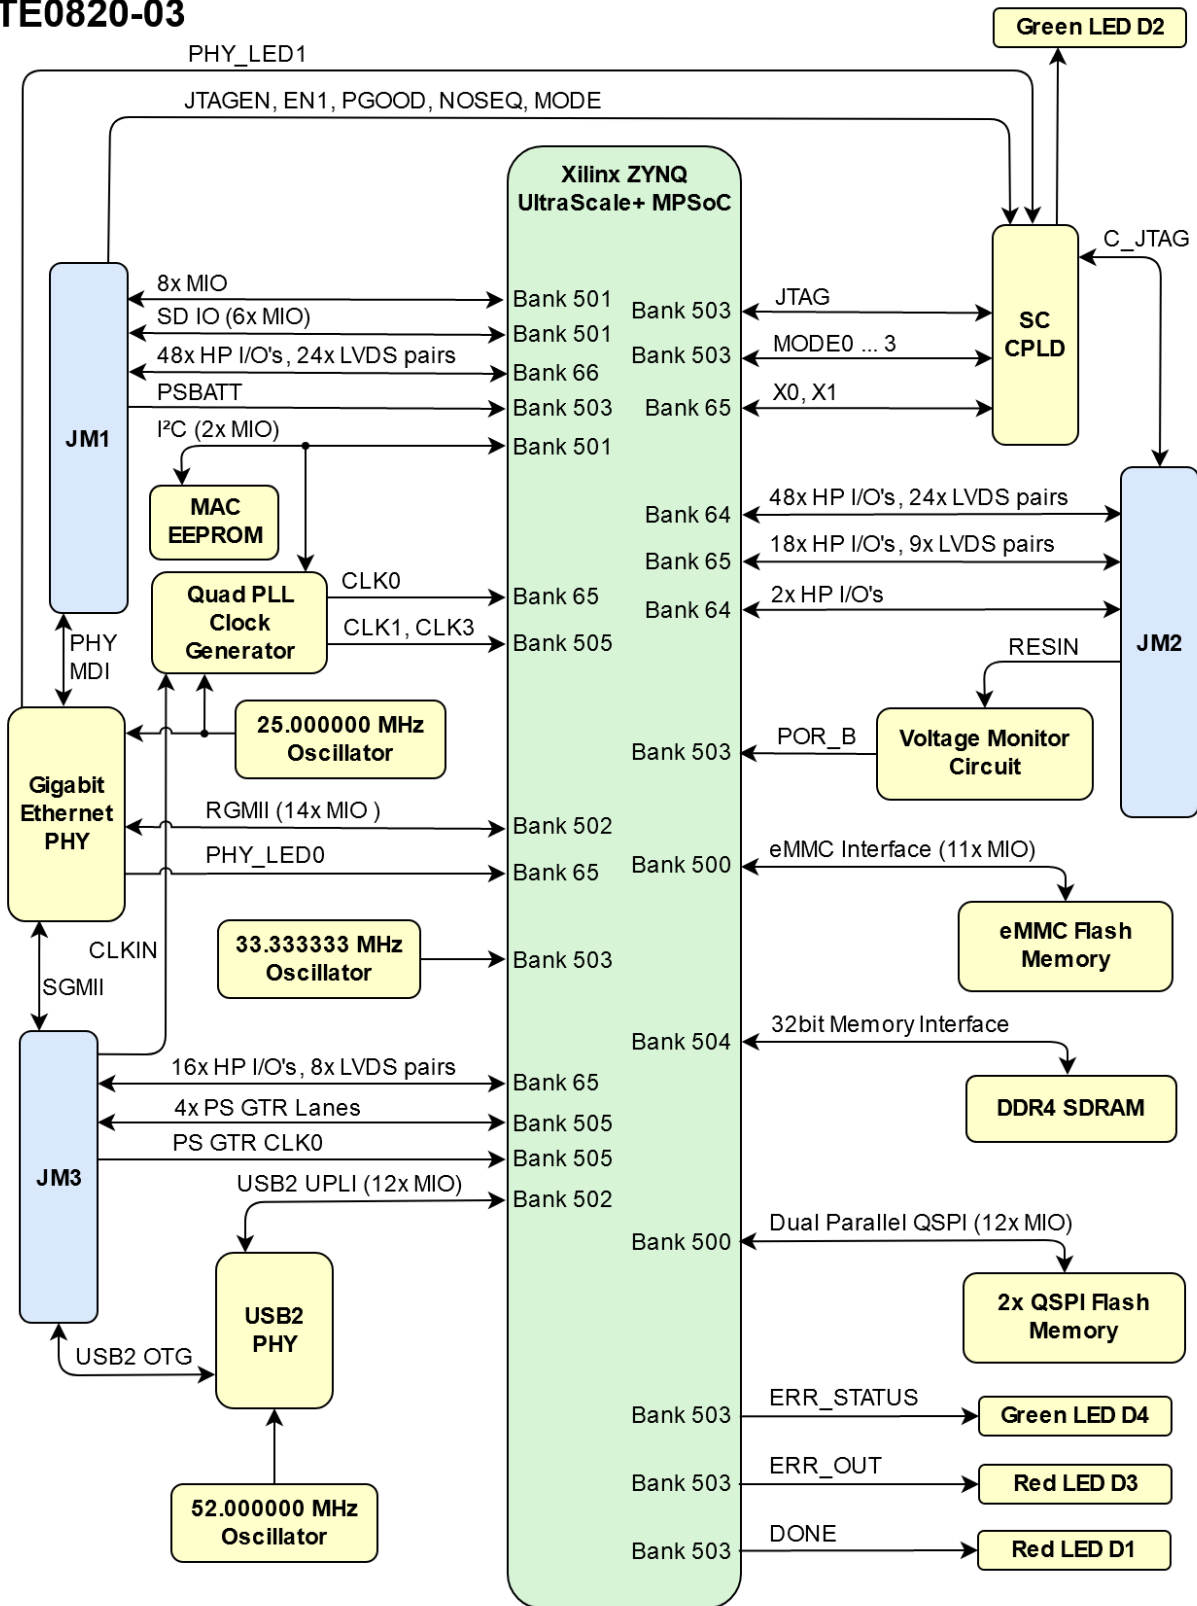 TE0820-03
Green LED D2
PHY_LED1
JTAGEN, EN1, PGOOD, NOSEQ, MODE
Xilinx ZYNQ
UltraScale+ MPSoC
C_JTAG
8x MIO
Bank 501
SD IO (6x MIO)
Bank 501
48x HP I/O's, 24x LVDS pairs
Bank 66
PSBATT
Bank 503
I²C (2x MIO)
Bank 501
JM1
Bank 503
JTAG
Bank 503
MODE0 ... 3
Bank 65
X0, X1
SC
CPLD
MAC
EEPROM
Quad PLL
Clock
Generator
CLK0
Bank 65
CLK1, CLK3
Bank 505
Bank 64
48x HP I/O's, 24x LVDS pairs
Bank 65
18x HP I/O's, 9x LVDS pairs
Bank 64
2x HP I/O's
JM2
RESIN
PHY
MDI
25.000000 MHz
Oscillator
Bank 503
POR_B
Voltage Monitor
Circuit
Gigabit
Ethernet
PHY
RGMII (14x MIO )
Bank 502
PHY_LED0
Bank 65
Bank 500
eMMC Interface (11x MIO)
eMMC Flash
Memory
CLKIN
33.333333 MHz
Oscillator
Bank 503
SGMII
Bank 504
32bit Memory Interface
DDR4 SDRAM
16x HP I/O's, 8x LVDS pairs
Bank 65
4x PS GTR Lanes
Bank 505
PS GTR CLK0
Bank 505
JM3
USB2 UPLI (12x MIO)
Bank 502
Bank 500
Dual Parallel QSPI (12x MIO)
2x QSPI Flash
Memory
USB2
PHY
USB2 OTG
Bank 503
ERR_STATUS
Green LED D4
Bank 503
ERR_OUT
Red LED D3
52.000000 MHz
Oscillator
Bank 503
DONE
Red LED D1